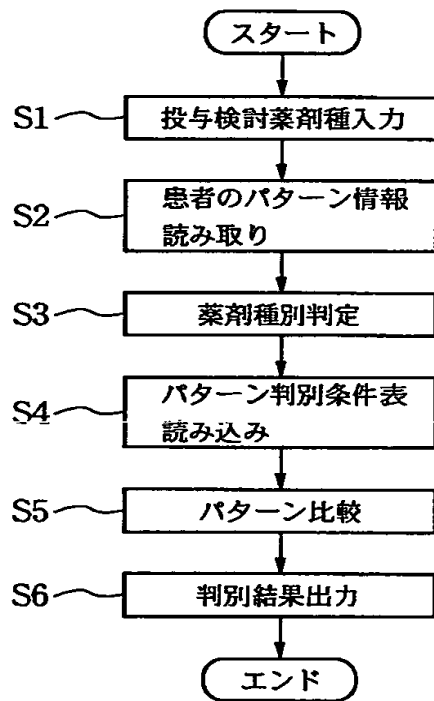 スタート
S1 投与検討薬剤種入力
S2 患者のパターン情報
読み取り
S3 薬剤種別判定
S4 パターン判別条件表
読み込み
S5 パターン比較
S6 判別結果出力
エンド